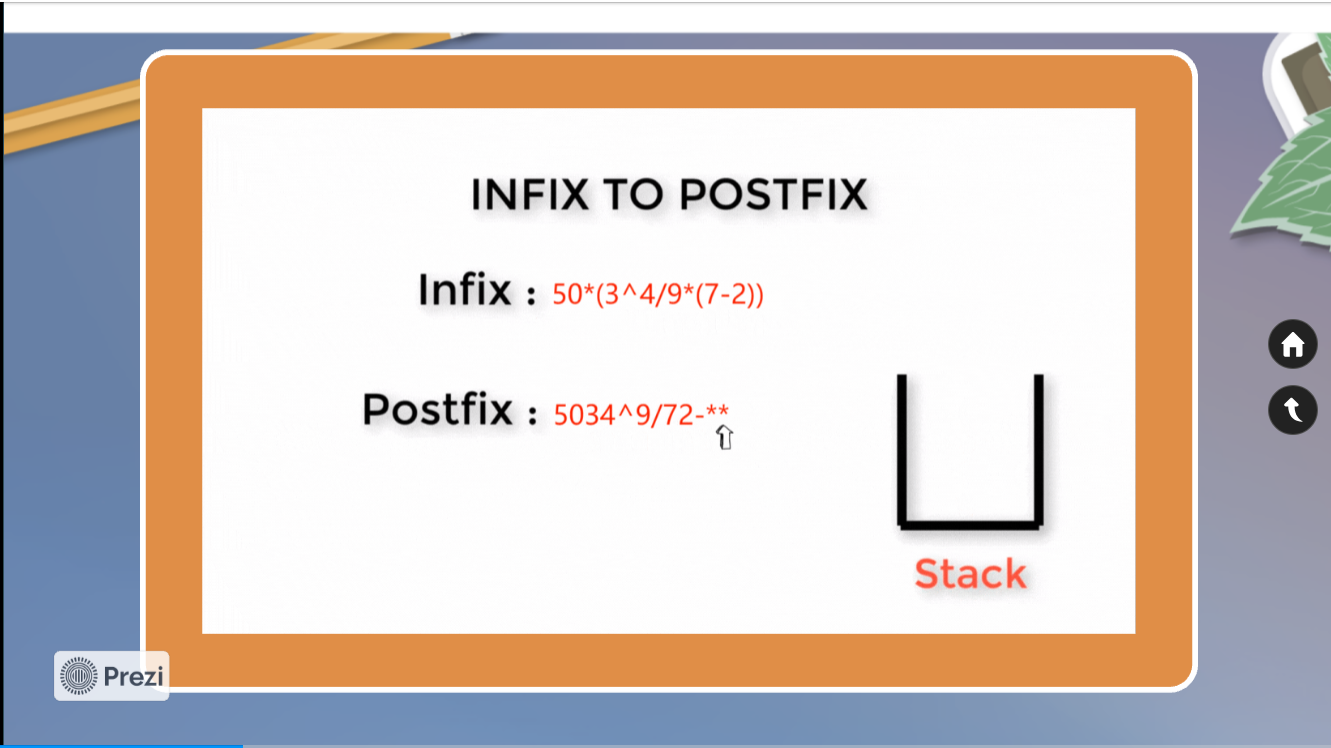 INFIX TO POSTFIX
Infix : 50*(3^4/9*(7-2))
Postfix : 5034^9/72-**
Stack
Prezi